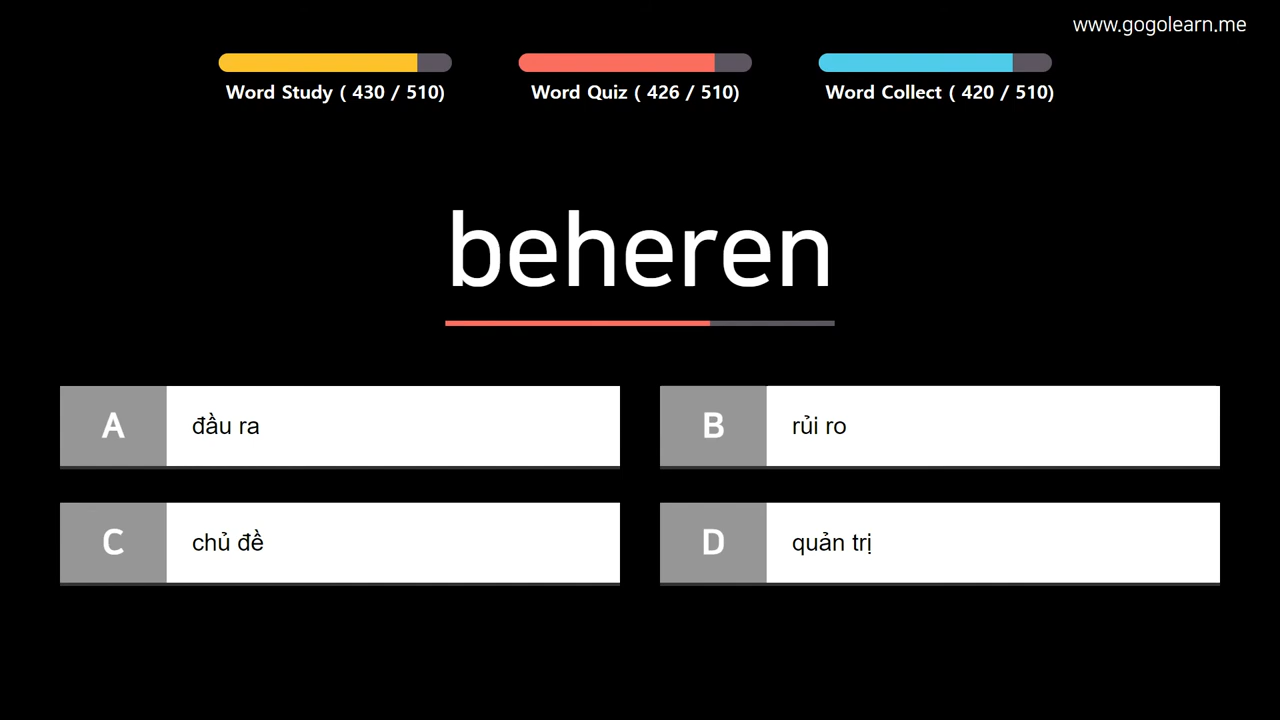 www.gogolearn.me
Word Study ( 430 / 510)
Word Quiz ( 426 / 510)
Word Collect ( 420 / 510)
beheren
A đầu ra
B rủi ro
C chủ đề
D quản trị